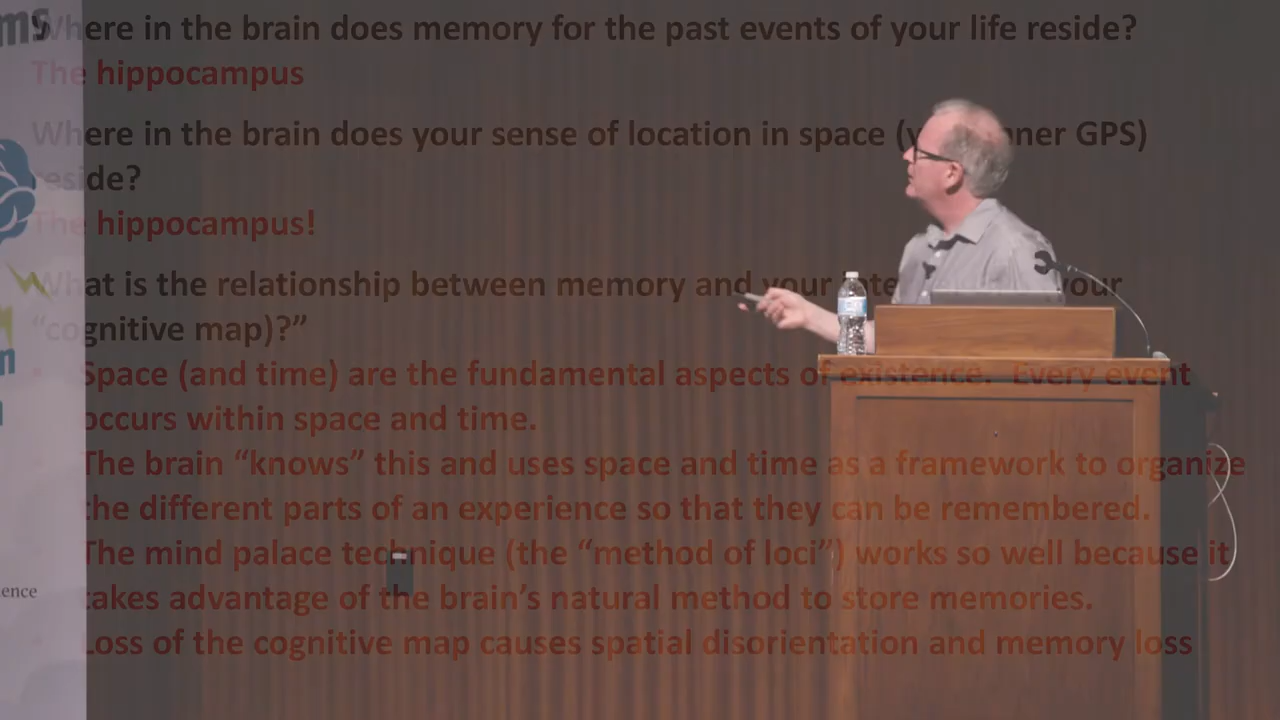 ms
Where in the brain does memory for the past events of your life reside?
The hippocampus
Where in the brain does your sense of location in space ( inner GPS)
reside?
The hippocampus!
What is the relationship between memory and your your
“cognitive map)?”
Space (and time) are the fundamental aspects of existence. Every event
occurs within space and time.
The brain “knows” this and uses space and time as a framework to organize
the different parts of an experience so that they can be remembered.
The mind palace technique (the “method of loci”) works so well because it
takes advantage of the brain’s natural method to store memories.
ience
Loss of the cognitive map causes spatial disorientation and memory loss